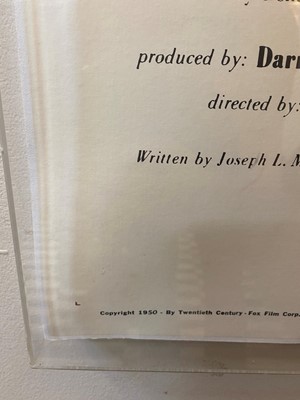 produced by: Darr
directed by:
Written by Joseph L. M
Copyright 1950 - By Twentieth Century - Fox Film Corp.